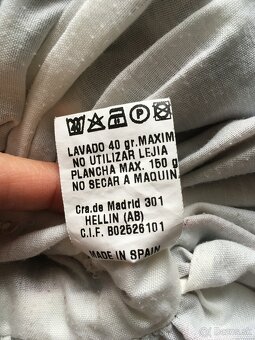 LAVADO 40 gr. MAXIM
NO UTILIZAR LEJIA
PLANCHA MAX. 150 g
NO SECAR A MAQUIN
Cra. de Madrid 301
HELLIN (AB)
C.I.F. B02526101
MADE IN SPAIN